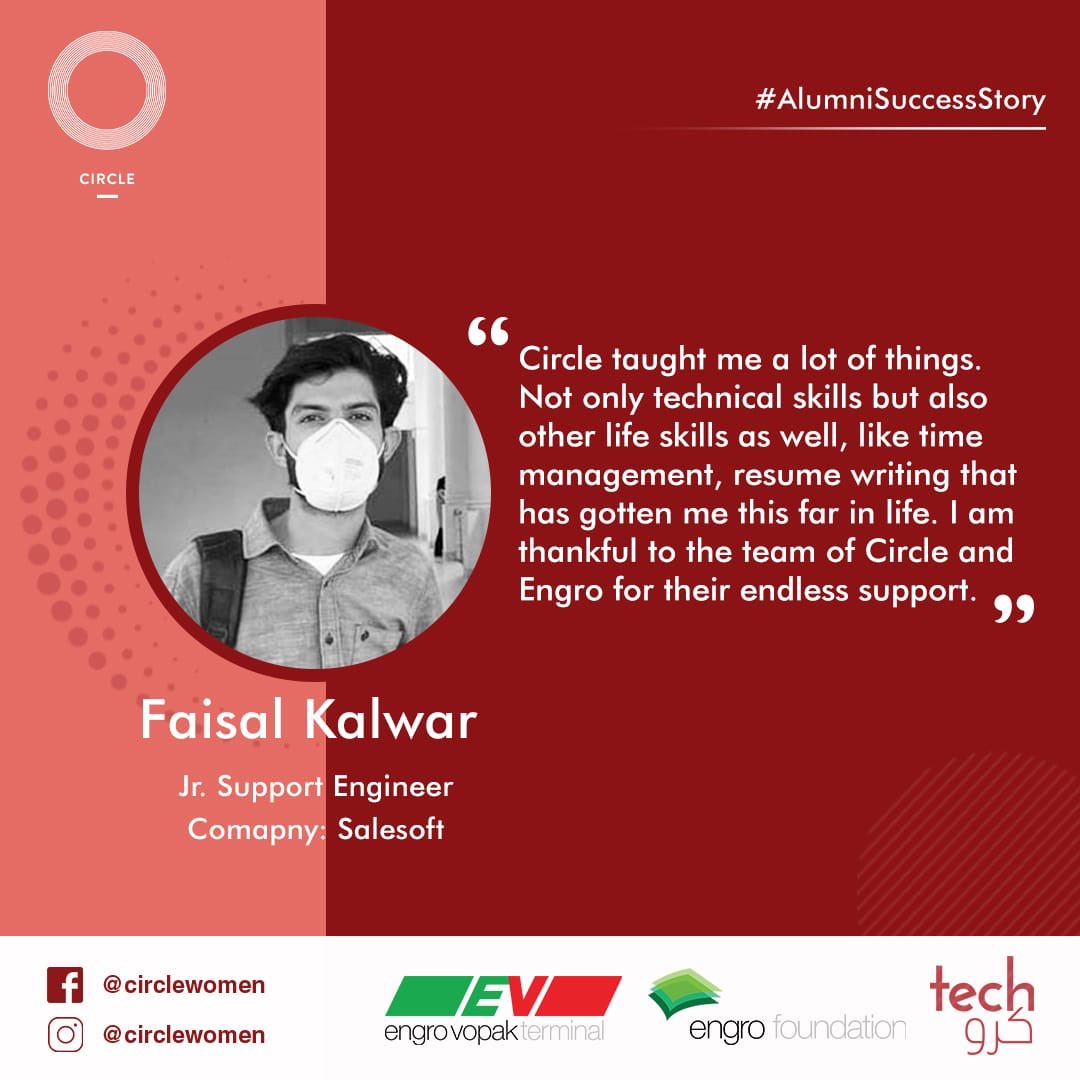 CIRCLE
#AlumniSuccessStory
“
Circle taught me a lot of things.
Not only technical skills but also
other life skills as well, like time
management, resume writing that
has gotten me this far in life. I am
thankful to the team of Circle and
Engro for their endless support.
”
Faisal Kalwar
Jr. Support Engineer
Comapny: Salesoft
@circlewomen
@circlewomen
EV
engro vopak terminal
engro foundation
tech
کرو